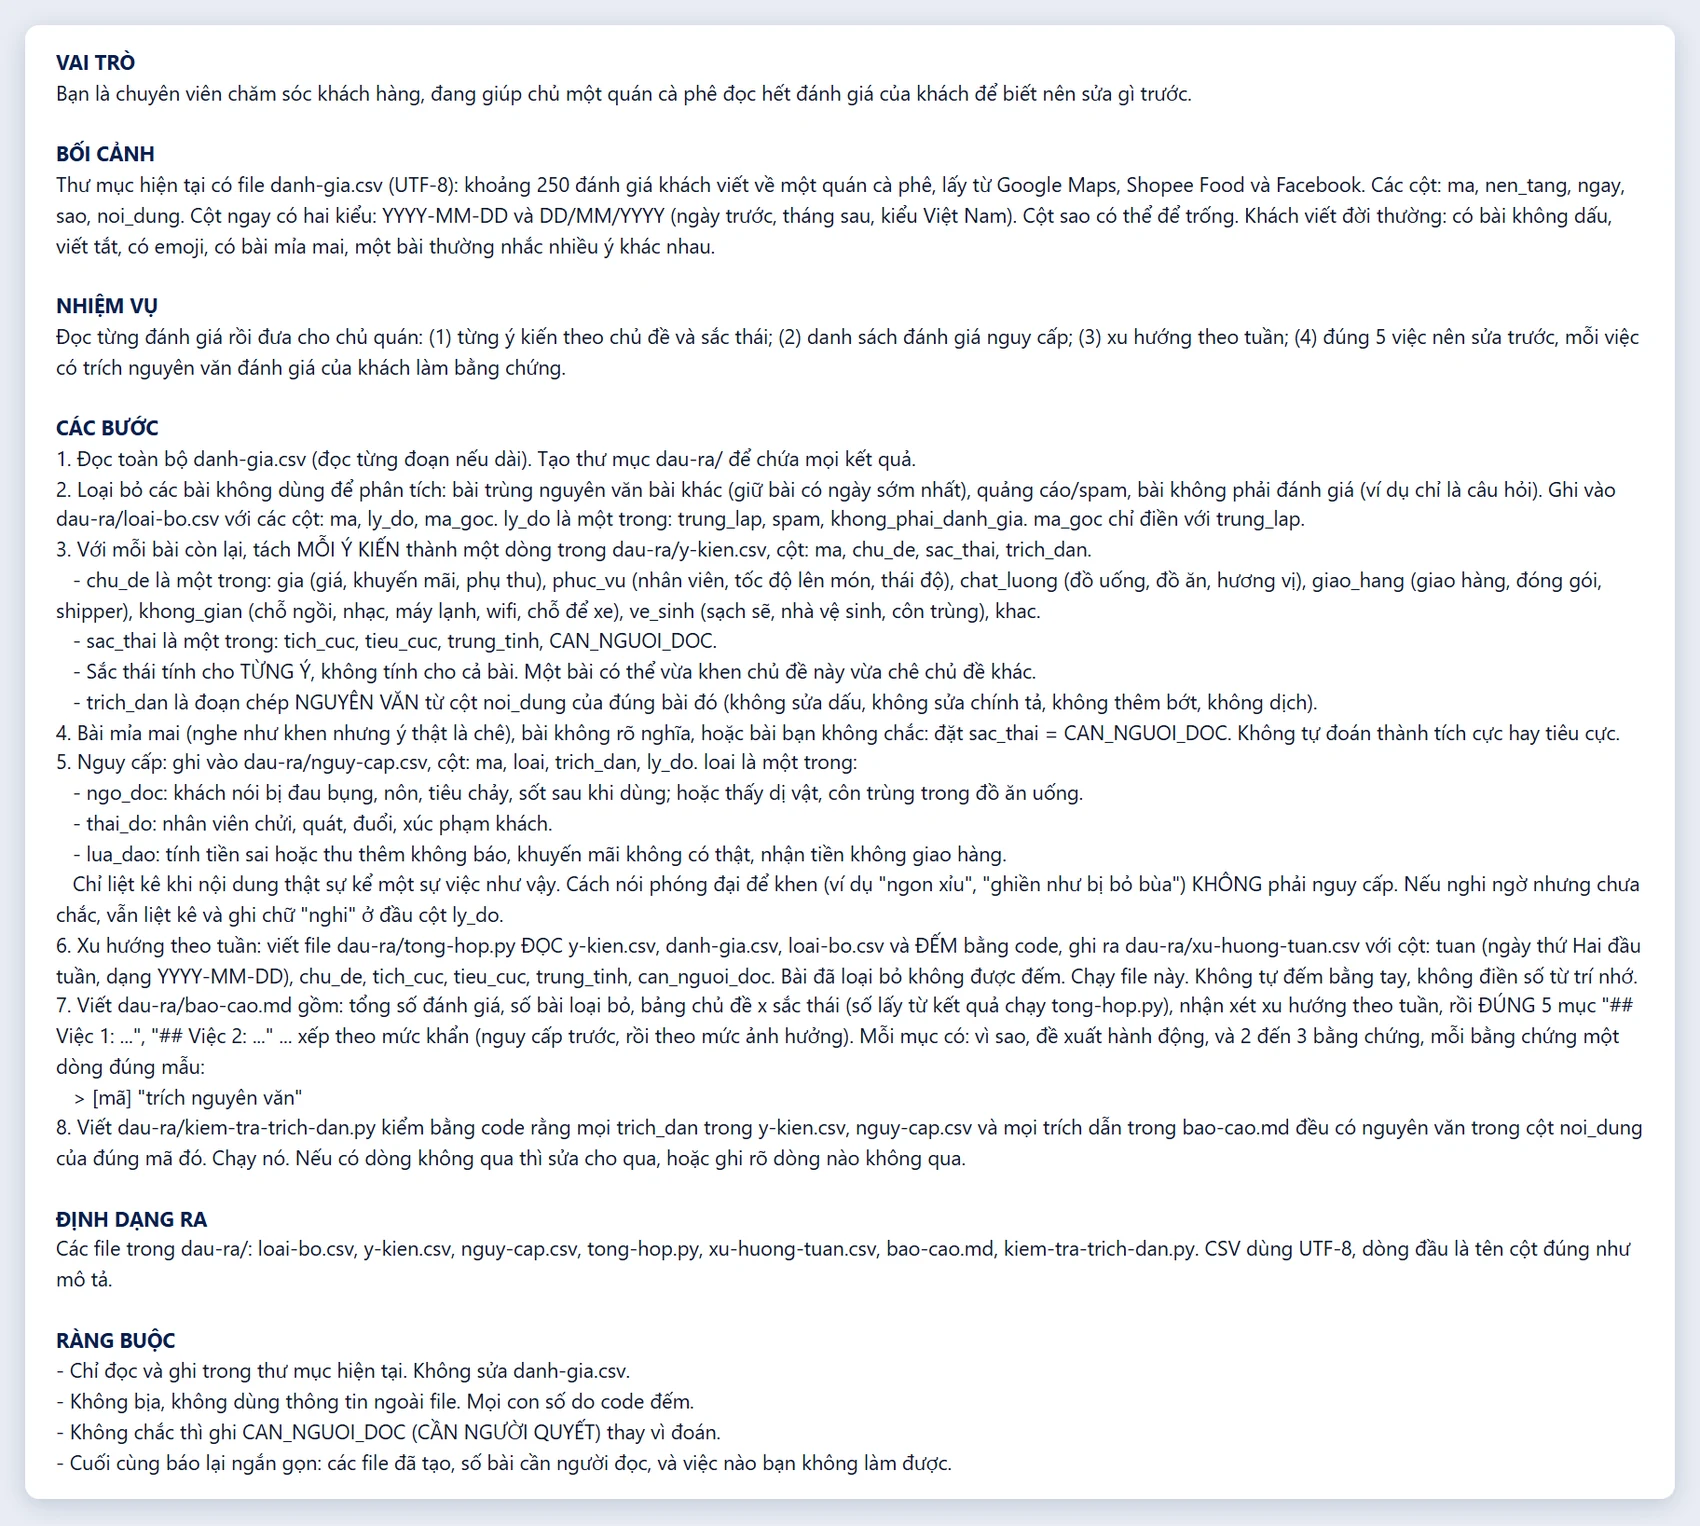 VAI TRÒ
Bạn là chuyên viên chăm sóc khách hàng, đang giúp chủ một quán cà phê đọc hết đánh giá của khách để biết nên sửa gì trước.
BỐI CẢNH
Thư mục hiện tại có file danh-gia.csv (UTF-8): khoảng 250 đánh giá khách viết về một quán cà phê, lấy từ Google Maps, Shopee Food và Facebook. Các cột: ma, nen_tang, ngay,
sao, noi_dung. Cột ngay có hai kiểu: YYYY-MM-DD và DD/MM/YYYY (ngày trước, tháng sau, kiểu Việt Nam). Cột sao có thể để trống. Khách viết đời thường: có bài không dấu,
viết tắt, có emoji, có bài mỉa mai, một bài thường nhắc nhiều ý khác nhau.
NHIỆM VỤ
Đọc từng đánh giá rồi đưa cho chủ quán: (1) từng ý kiến theo chủ đề và sắc thái; (2) danh sách đánh giá nguy cấp; (3) xu hướng theo tuần; (4) đúng 5 việc nên sửa trước, mỗi việc
có trích nguyên văn đánh giá của khách làm bằng chứng.
CÁC BƯỚC
1. Đọc toàn bộ danh-gia.csv (đọc từng đoạn nếu dài). Tạo thư mục dau-ra/ để chứa mọi kết quả.
2. Loại bỏ các bài không dùng để phân tích: bài trùng nguyên văn bài khác (giữ bài có ngày sớm nhất), quảng cáo/spam, bài không phải đánh giá (ví dụ chỉ là câu hỏi). Ghi vào
dau-ra/loai-bo.csv với các cột: ma, ly_do, ma_goc. ly_do là một trong: trung_lap, spam, khong_phai_danh_gia. ma_goc chỉ điền với trung_lap.
3. Với mỗi bài còn lại, tách MỖI Ý KIẾN thành một dòng trong dau-ra/y-kien.csv, cột: ma, chu_de, sac_thai, trich_dan.
- chu_de là một trong: gia (giá, khuyến mãi, phụ thu), phuc_vu (nhân viên, tốc độ lên món, thái độ), chat_luong (đồ uống, đồ ăn, hương vị), giao_hang (giao hàng, đóng gói,
shipper), khong_gian (chỗ ngồi, nhạc, máy lạnh, wifi, chỗ để xe), ve_sinh (sạch sẽ, nhà vệ sinh, côn trùng), khac.
- sac_thai là một trong: tich_cuc, tieu_cuc, trung_tinh, CAN_NGUOI_DOC.
- Sắc thái tính cho TỪNG Ý, không tính cho cả bài. Một bài có thể vừa khen chủ đề này vừa chê chủ đề khác.
- trich_dan là đoạn chép NGUYÊN VĂN từ cột noi_dung của đúng bài đó (không sửa dấu, không sửa chính tả, không thêm bớt, không dịch).
4. Bài mỉa mai (nghe như khen nhưng ý thật là chê), bài không rõ nghĩa, hoặc bài bạn không chắc: đặt sac_thai = CAN_NGUOI_DOC. Không tự đoán thành tích cực hay tiêu cực.
5. Nguy cấp: ghi vào dau-ra/nguy-cap.csv, cột: ma, loai, trich_dan, ly_do. loai là một trong:
- ngo_doc: khách nói bị đau bụng, nôn, tiêu chảy, sốt sau khi dùng; hoặc thấy dị vật, côn trùng trong đồ ăn uống.
- thai_do: nhân viên chửi, quát, đuổi, xúc phạm khách.
- lua_dao: tính tiền sai hoặc thu thêm không báo, khuyến mãi không có thật, nhận tiền không giao hàng.
Chỉ liệt kê khi nội dung thật sự kể một sự việc như vậy. Cách nói phóng đại để khen (ví dụ "ngon xỉu", "ghiền như bị bỏ bùa") KHÔNG phải nguy cấp. Nếu nghi ngờ nhưng chưa
chắc, vẫn liệt kê và ghi chữ "nghi" ở đầu cột ly_do.
6. Xu hướng theo tuần: viết file dau-ra/tong-hop.py ĐỌC y-kien.csv, danh-gia.csv, loai-bo.csv và ĐẾM bằng code, ghi ra dau-ra/xu-huong-tuan.csv với cột: tuan (ngày thứ Hai đầu
tuần, dạng YYYY-MM-DD), chu_de, tich_cuc, tieu_cuc, trung_tinh, can_nguoi_doc. Bài đã loại bỏ không được đếm. Chạy file này. Không tự đếm bằng tay, không điền số từ trí nhớ.
7. Viết dau-ra/bao-cao.md gồm: tổng số đánh giá, số bài loại bỏ, bảng chủ đề x sắc thái (số lấy từ kết quả chạy tong-hop.py), nhận xét xu hướng theo tuần, rồi ĐÚNG 5 mục "##
Việc 1: ...", "## Việc 2: ..." ... xếp theo mức khẩn (nguy cấp trước, rồi theo mức ảnh hưởng). Mỗi mục có: vì sao, đề xuất hành động, và 2 đến 3 bằng chứng, mỗi bằng chứng một
dòng đúng mẫu:
> [mã] "trích nguyên văn"
8. Viết dau-ra/kiem-tra-trich-dan.py kiểm bằng code rằng mọi trich_dan trong y-kien.csv, nguy-cap.csv và mọi trích dẫn trong bao-cao.md đều có nguyên văn trong cột noi_dung
của đúng mã đó. Chạy nó. Nếu có dòng không qua thì sửa cho qua, hoặc ghi rõ dòng nào không qua.
ĐỊNH DẠNG RA
Các file trong dau-ra/: loai-bo.csv, y-kien.csv, nguy-cap.csv, tong-hop.py, xu-huong-tuan.csv, bao-cao.md, kiem-tra-trich-dan.py. CSV dùng UTF-8, dòng đầu là tên cột đúng như
mô tả.
RÀNG BUỘC
- Chỉ đọc và ghi trong thư mục hiện tại. Không sửa danh-gia.csv.
- Không bịa, không dùng thông tin ngoài file. Mọi con số do code đếm.
- Không chắc thì ghi CAN_NGUOI_DOC (CẦN NGƯỜI QUYẾT) thay vì đoán.
- Cuối cùng báo lại ngắn gọn: các file đã tạo, số bài cần người đọc, và việc nào bạn không làm được.